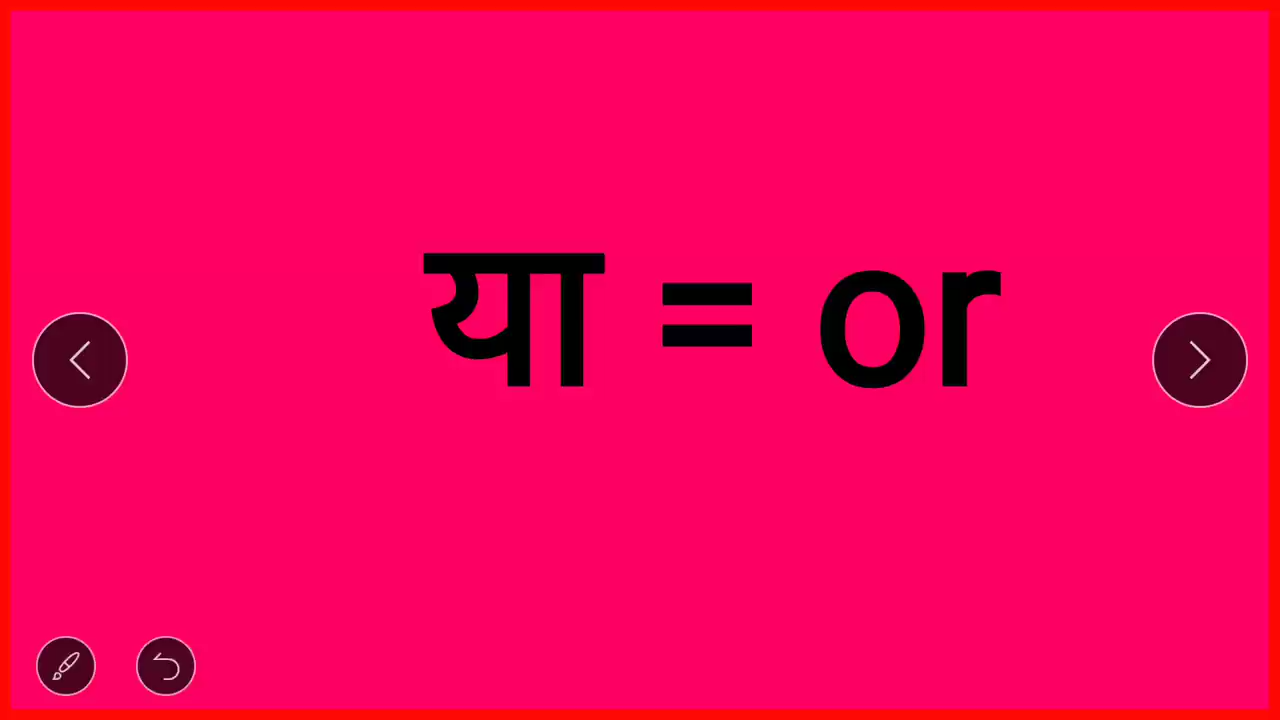 या = or